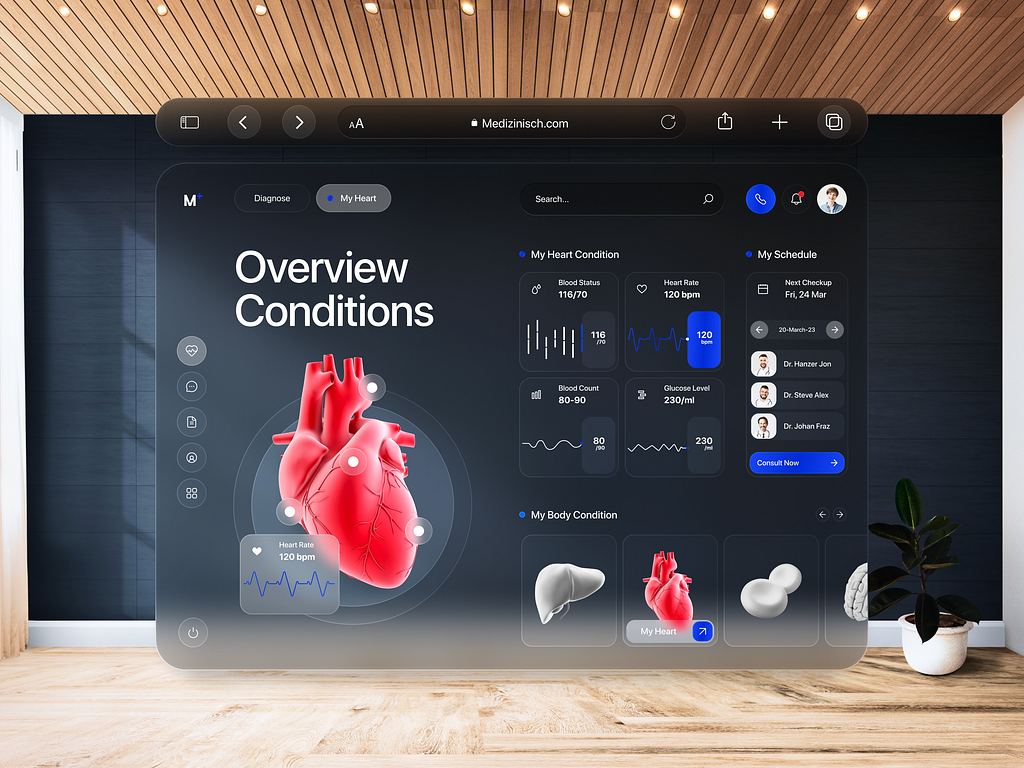 AA
Medizinisch.com
M+
Diagnose
My Heart
Search...
Overview
Conditions
Heart Rate
120 bpm
My Heart Condition
Blood Status
116/70
116
/70
Heart Rate
120 bpm
120
bpm
Blood Count
80-90
80
/90
Glucose Level
230/ml
230
/ml
My Schedule
Next Checkup
Fri, 24 Mar
20-March-23
Dr. Hanzer Jon
Dr. Steve Alex
Dr. Johan Fraz
Consult Now
My Body Condition
My Heart